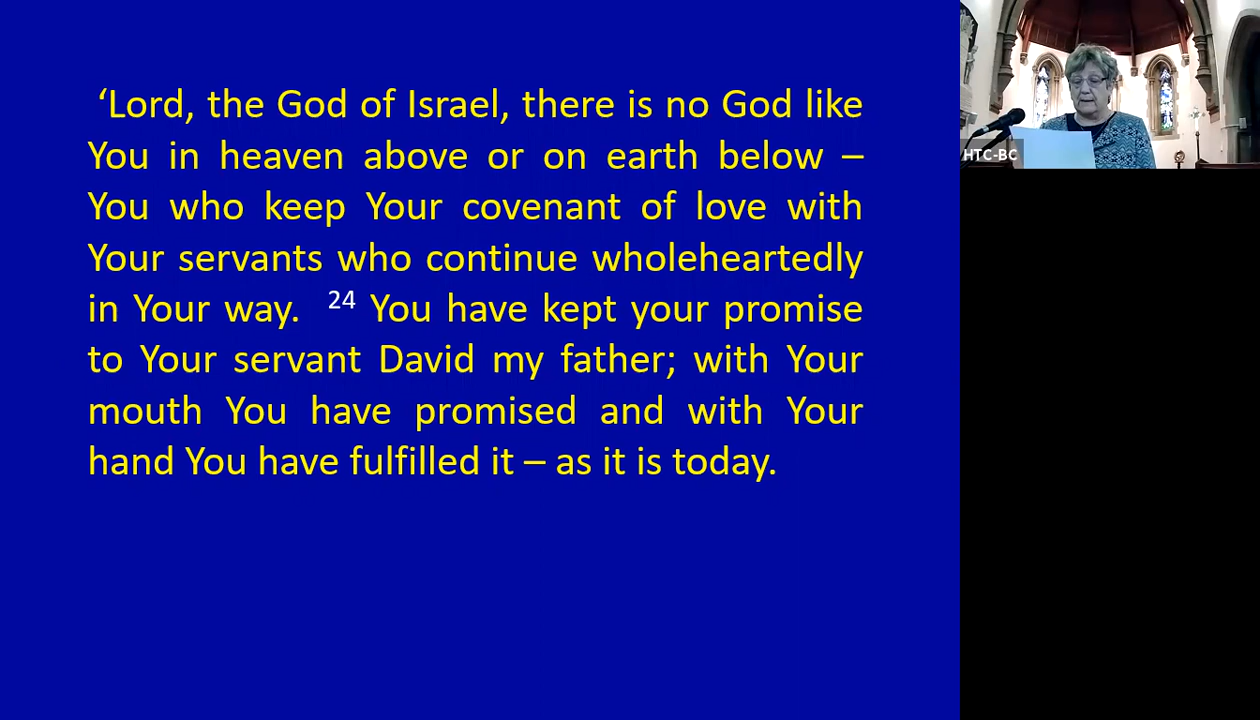 ‘Lord, the God of Israel, there is no God like
You in heaven above or on earth below –
You who keep Your covenant of love with
Your servants who continue wholeheartedly
in Your way. 24 You have kept your promise
to Your servant David my father; with Your
mouth You have promised and with Your
hand You have fulfilled it – as it is today.
HTC-BC